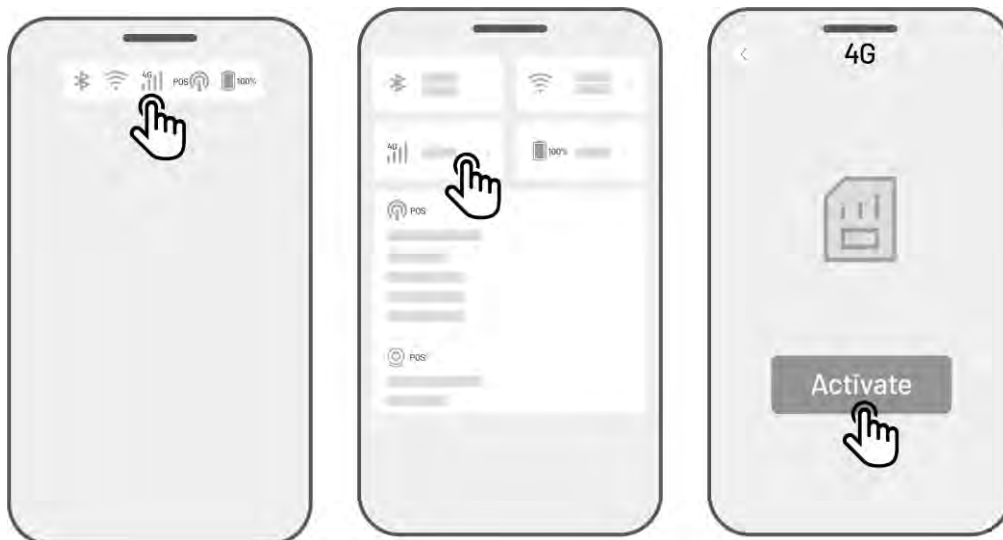 4G POS 100%
4G 100%
POS
POS
4G
Activate